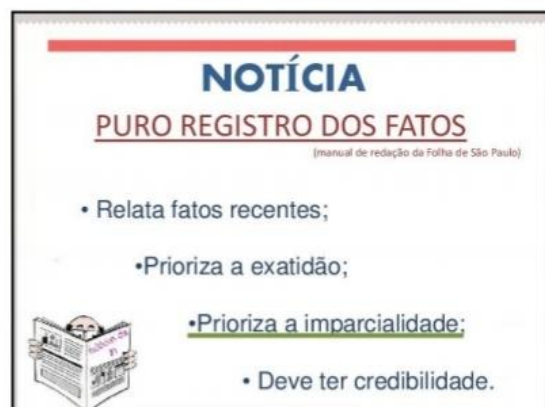 NOTÍCIA
PURO REGISTRO DOS FATOS
(manual de redação da Folha de São Paulo)
• Relata fatos recentes;
•Prioriza a exatidão;
•Prioriza a imparcialidade;
• Deve ter credibilidade.